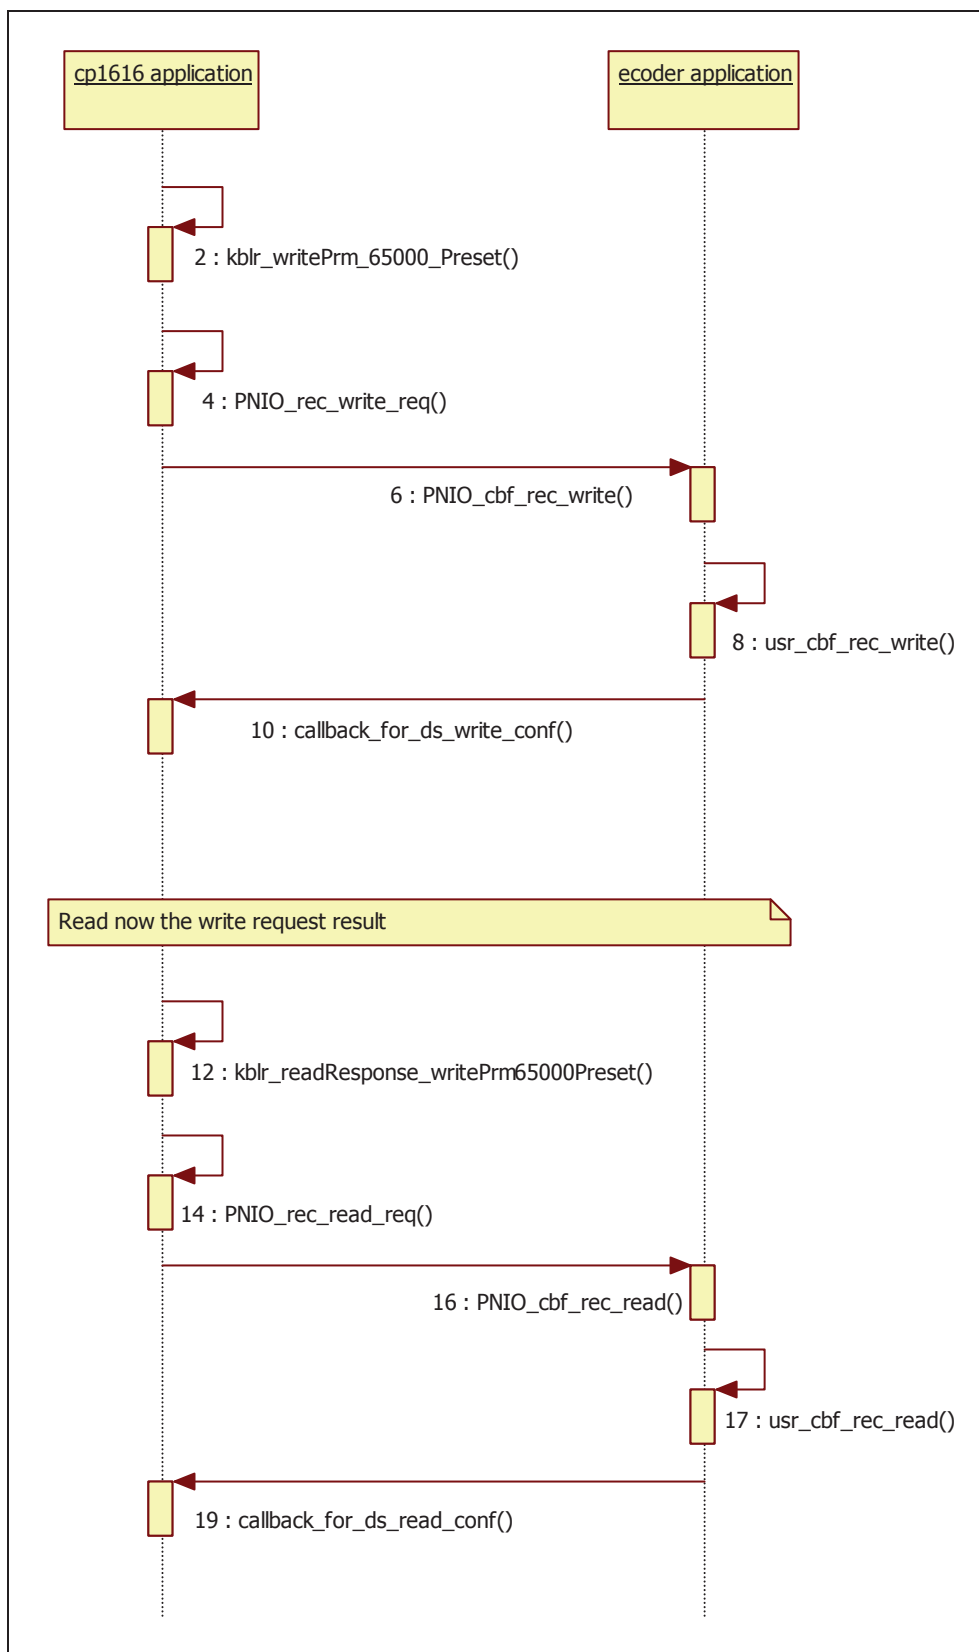 cp1616 application
ecoder application
2 : kblr_writePrm_65000_Preset()
4 : PNIO_rec_write_req()
6 : PNIO_cbf_rec_write()
8 : usr_cbf_rec_write()
10 : callback_for_ds_write_conf()
Read now the write request result
12 : kblr_readResponse_writePrm65000Preset()
14 : PNIO_rec_read_req()
16 : PNIO_cbf_rec_read()
17 : usr_cbf_rec_read()
19 : callback_for_ds_read_conf()